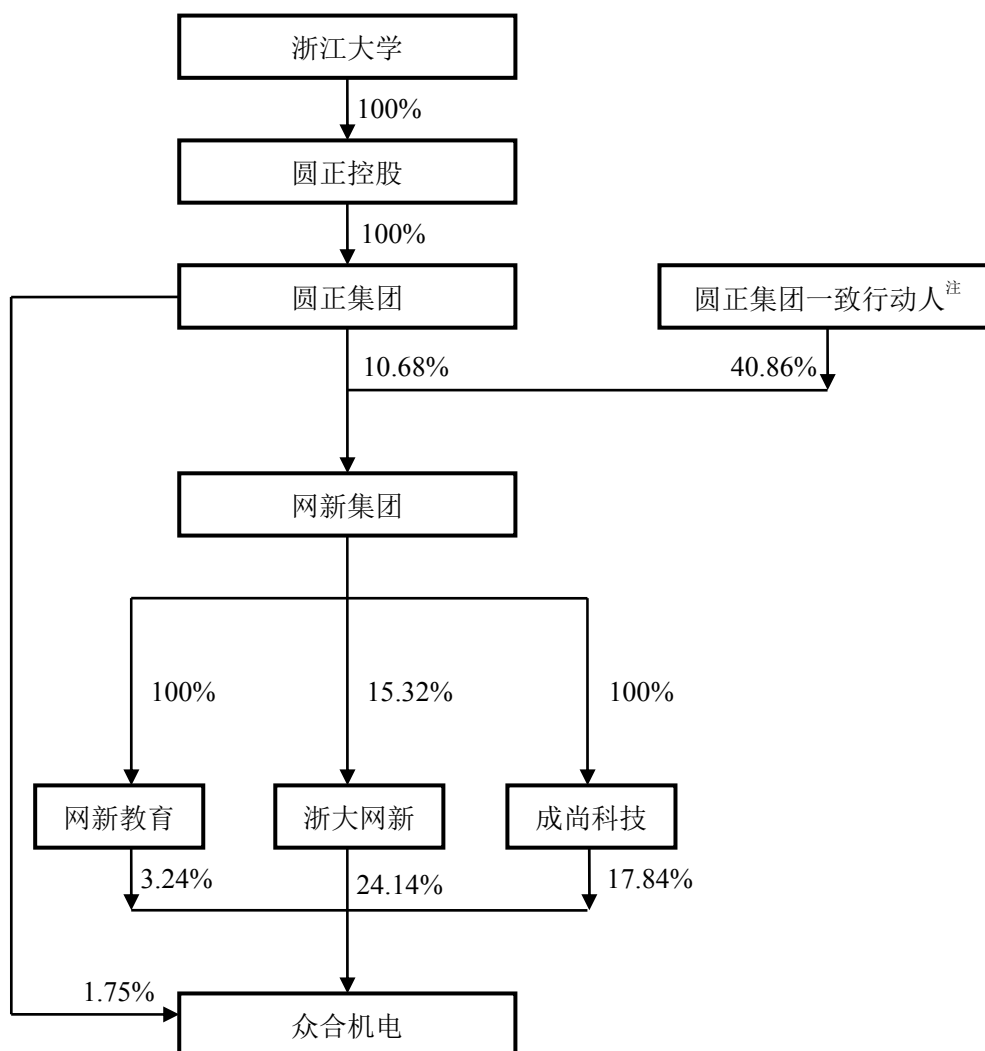 浙江大学
100%
圆正控股
100%
圆正集团
圆正集团一致行动人注
10.68%
40.86%
网新集团
100%
15.32%
100%
网新教育
浙大网新
成尚科技
3.24%
24.14%
17.84%
1.75%
众合机电